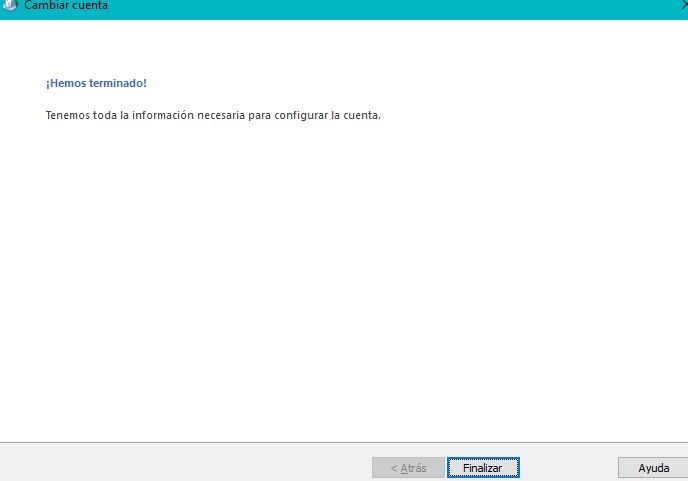 Cambiar cuenta
¡Hemos terminado!
Tenemos toda la información necesaria para configurar la cuenta.
< Atrás
Finalizar
Ayuda